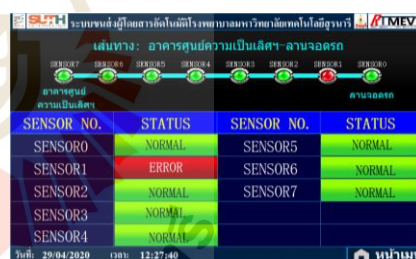 SUTH ระบบขนส่งผู้โดยสารอัตโนมัติโรงพยาบาลมหาวิทยาลัยเทคโนโลยีสุรนารี RTMEV
เส้นทาง: อาคารศูนย์ความเป็นเลิศฯ-ลานจอดรถ
SENSOR7 SENSOR6 SENSOR5 SENSOR4 SENSOR3 SENSOR2 SENSOR1 SENSOR0
อาคารศูนย์
ความเป็นเลิศฯ
ลานจอดรถ
SENSOR NO. STATUS SENSOR NO. STATUS
SENSOR0 NORMAL SENSOR5 NORMAL
SENSOR1 ERROR SENSOR6 NORMAL
SENSOR2 NORMAL SENSOR7 NORMAL
SENSOR3 NORMAL
SENSOR4 NORMAL
วันที่: 29/04/2020 เวลา: 12:27:40